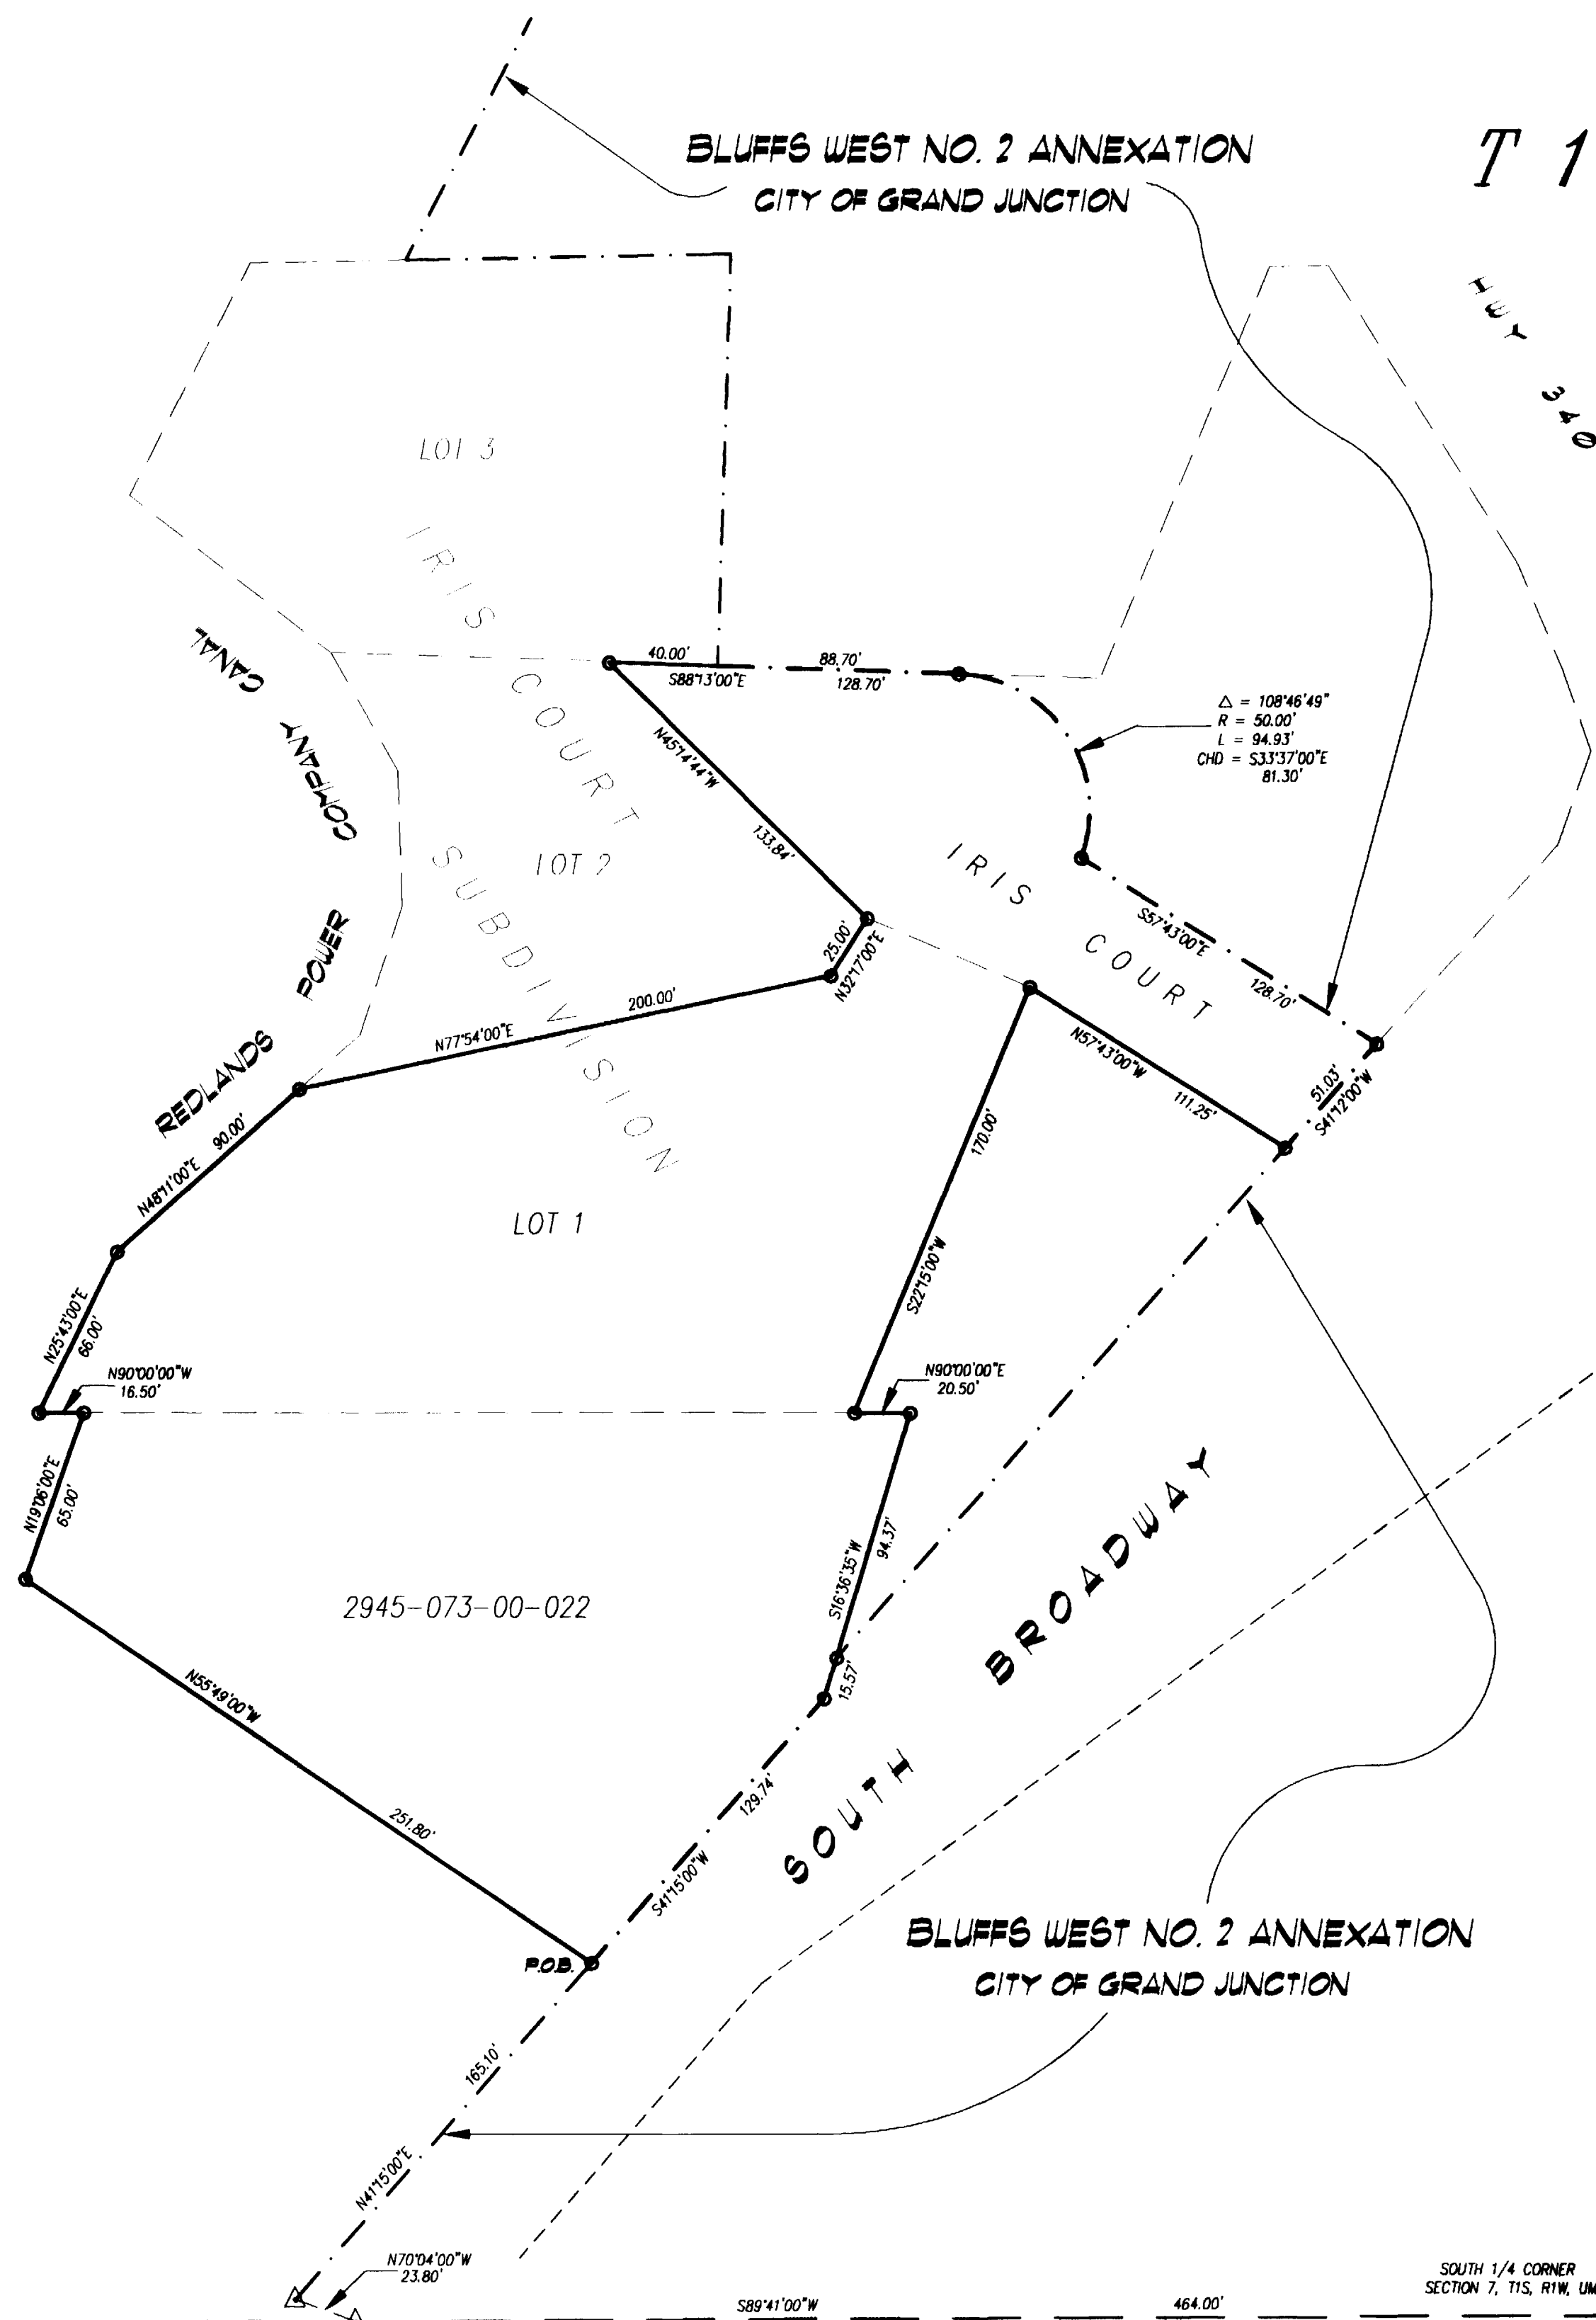 BLUFFS WEST NO. 2 ANNEXATION
CITY OF GRAND JUNCTION
T 1
HWY 340
LOT 3
IRIS COURT SUBDIVISION
REDLANDS POWER COMPANY CANAL
40.00'
88.70'
S88°13'00"E
128.70'
Δ = 108°46'49"
R = 50.00'
L = 94.93'
CHD = S33°37'00"E
81.30'
N45°14'44"W
133.84'
LOT 2
IRIS COURT
25.00'
N32°17'00"E
S57°43'00"E
128.70'
200.00'
N77°54'00"E
N57°43'00"W
111.25'
51.03'
S41°12'00"W
90.00'
N48°11'00"E
170.00'
S22°15'00"W
LOT 1
N25°43'00"E
66.00'
N90°00'00"W
16.50'
N90°00'00"E
20.50'
N19°06'00"E
65.00'
S16°36'35"W
94.37'
2945-073-00-022
15.57'
SOUTH BROADWAY
N55°49'00"W
251.80'
129.74'
S41°15'00"W
P.O.B.
BLUFFS WEST NO. 2 ANNEXATION
CITY OF GRAND JUNCTION
165.10'
N41°15'00"E
N70°04'00"W
23.80'
S89°41'00"W
464.00'
SOUTH 1/4 CORNER
SECTION 7, T1S, R1W, UM